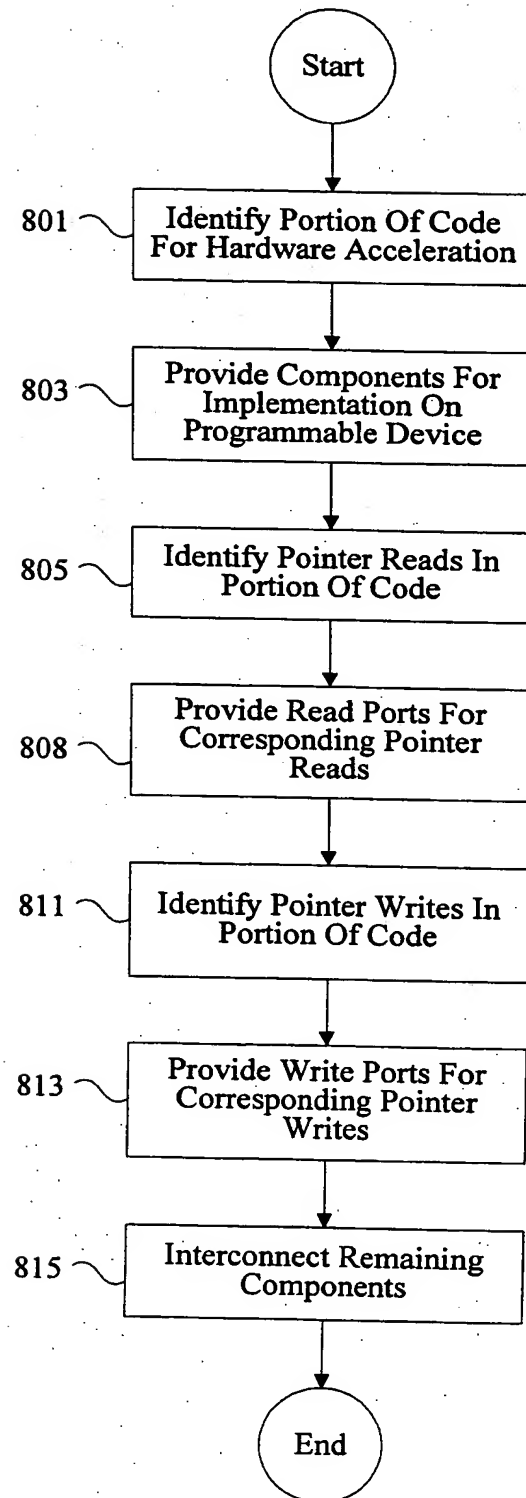 Start
801
Identify Portion Of Code
For Hardware Acceleration
803
Provide Components For
Implementation On
Programmable Device
805
Identify Pointer Reads In
Portion Of Code
808
Provide Read Ports For
Corresponding Pointer
Reads
811
Identify Pointer Writes In
Portion Of Code
813
Provide Write Ports For
Corresponding Pointer
Writes
815
Interconnect Remaining
Components
End